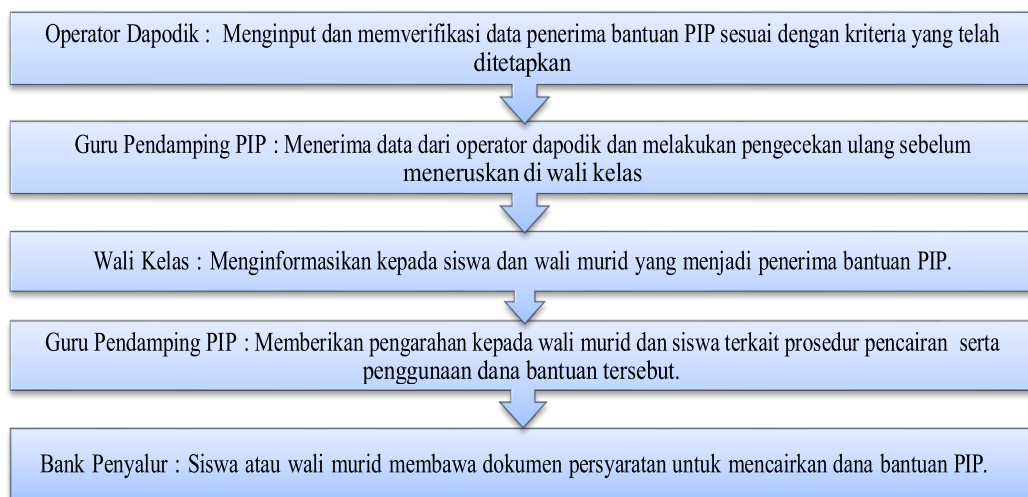 Operator Dapodik : Menginput dan memverifikasi data penerima bantuan PIP sesuai dengan kriteria yang telah
ditetapkan
Guru Pendamping PIP : Menerima data dari operator dapodik dan melakukan pengecekan ulang sebelum
meneruskan di wali kelas
Wali Kelas : Menginformasikan kepada siswa dan wali murid yang menjadi penerima bantuan PIP.
Guru Pendamping PIP : Memberikan pengarahan kepada wali murid dan siswa terkait prosedur pencairan serta
penggunaan dana bantuan tersebut.
Bank Penyalur : Siswa atau wali murid membawa dokumen persyaratan untuk mencairkan dana bantuan PIP.